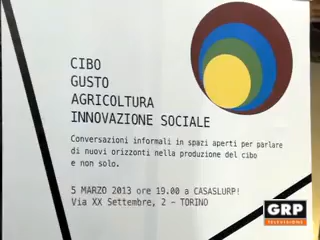 CIBO
GUSTO
AGRICOLTURA
INNOVAZIONE SOCIALE
Conversazioni informali in spazi aperti per parlare
di nuovi orizzonti nella produzione del cibo
e non solo.
5 MARZO 2013 ore 19.00 a CASASLURP!
Via XX Settembre, 2 – TORINO
GRP
TELEVISIONE